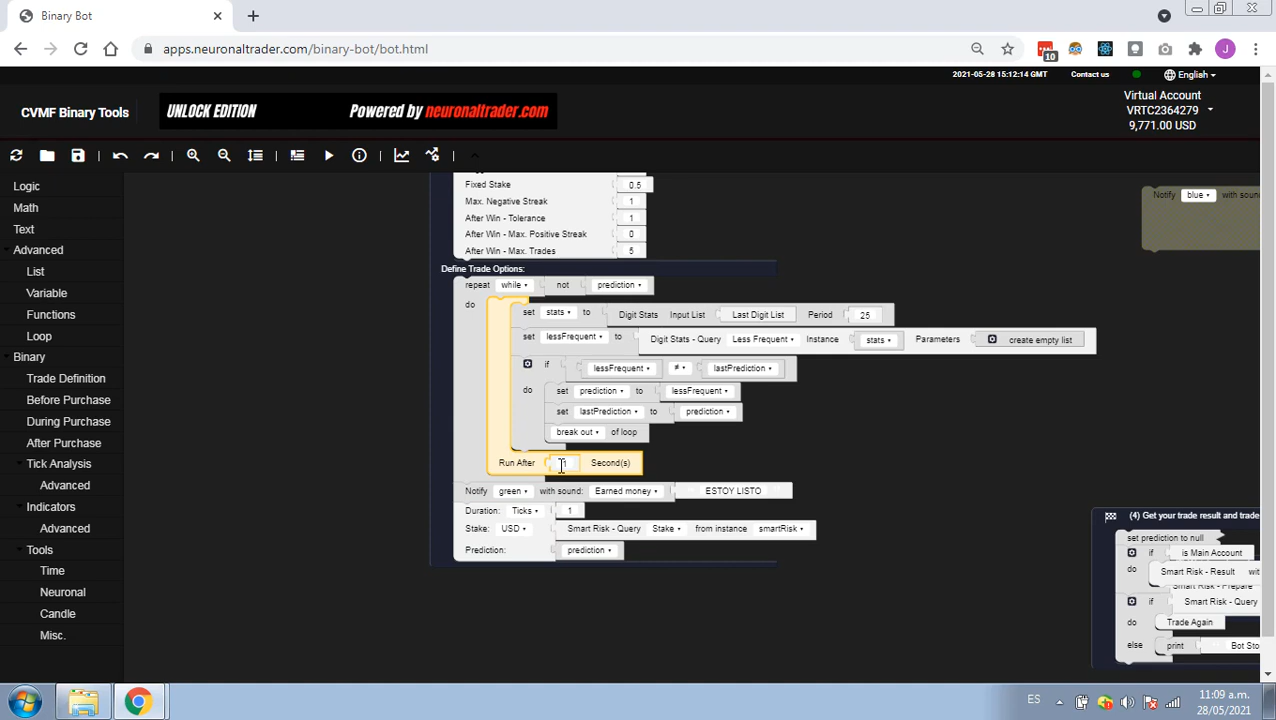 Binary Bot
apps.neuronaltrader.com/binary-bot/bot.html
10
J
2021-05-28 15:12:14 GMT
Contact us
English
CVMF Binary Tools
UNLOCK EDITION
Powered by neuronaltrader.com
Virtual Account
VRTC2364279
9,771.00 USD
Logic
Math
Text
Advanced
List
Variable
Functions
Loop
Binary
Trade Definition
Before Purchase
During Purchase
After Purchase
Tick Analysis
Advanced
Indicators
Advanced
Tools
Time
Neuronal
Candle
Misc.
Fixed Stake 0.5
Max. Negative Streak 1
After Win - Tolerance 1
After Win - Max. Positive Streak 0
After Win - Max. Trades 5
Define Trade Options:
repeat while not prediction
do
set stats to Digit Stats Input List Last Digit List Period 25
set lessFrequent to Digit Stats - Query Less Frequent Instance stats Parameters create empty list
if lessFrequent ≠ lastPrediction
do set prediction to lessFrequent
set lastPrediction to prediction
break out of loop
Run After 1 Second(s)
Notify green with sound: Earned money ESTOY LISTO
Duration: Ticks 1
Stake: USD Smart Risk - Query Stake from instance smartRisk
Prediction: prediction
Notify blue with soun
(4) Get your trade result and trade
set prediction to null
if is Main Account
do Smart Risk - Result wit
Smart Risk - Prepare
if Smart Risk - Query
do Trade Again
else print Bot Sto
ES
11:09 a.m.
28/05/2021